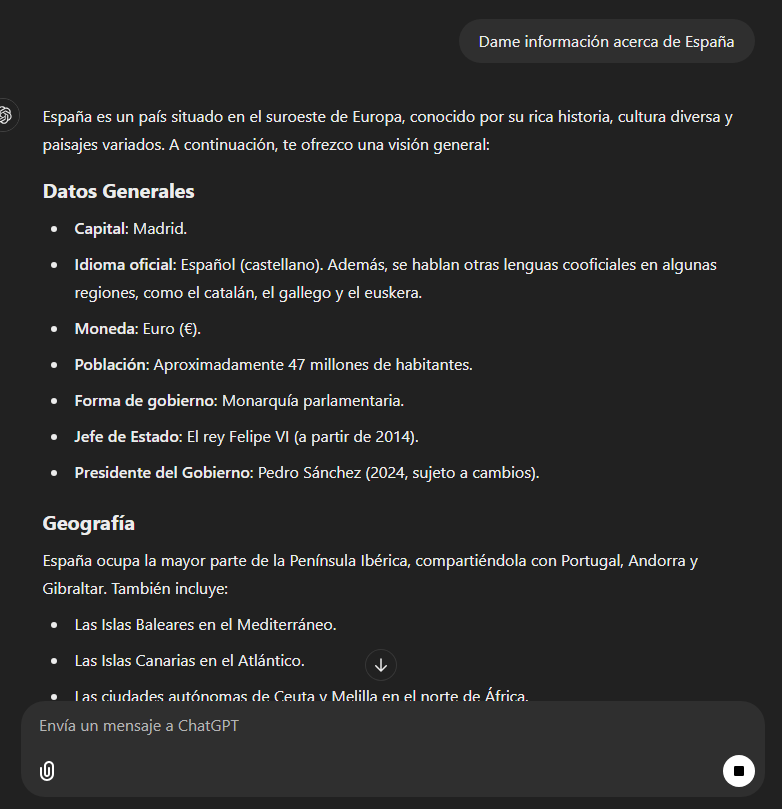 Dame información acerca de España
España es un país situado en el suroeste de Europa, conocido por su rica historia, cultura diversa y
paisajes variados. A continuación, te ofrezco una visión general:
Datos Generales
Capital: Madrid.
Idioma oficial: Español (castellano). Además, se hablan otras lenguas cooficiales en algunas
regiones, como el catalán, el gallego y el euskera.
Moneda: Euro (€).
Población: Aproximadamente 47 millones de habitantes.
Forma de gobierno: Monarquía parlamentaria.
Jefe de Estado: El rey Felipe VI (a partir de 2014).
Presidente del Gobierno: Pedro Sánchez (2024, sujeto a cambios).
Geografía
España ocupa la mayor parte de la Península Ibérica, compartiéndola con Portugal, Andorra y
Gibraltar. También incluye:
Las Islas Baleares en el Mediterráneo.
Las Islas Canarias en el Atlántico.
Las ciudades autónomas de Ceuta y Melilla en el norte de África.
Envía un mensaje a ChatGPT